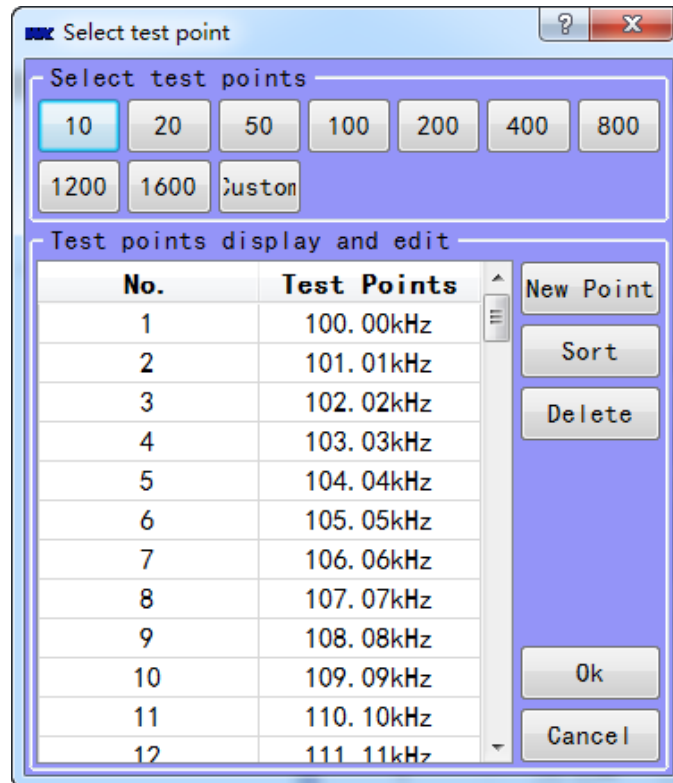 Select test point
Select test points
10 20 50 100 200 400 800
1200 1600 Custom
Test points display and edit
No. Test Points New Point
1 100.00kHz
2 101.01kHz Sort
3 102.02kHz Delete
4 103.03kHz
5 104.04kHz
6 105.05kHz
7 106.06kHz
8 107.07kHz
9 108.08kHz
10 109.09kHz Ok
11 110.10kHz Cancel
12 111.11kHz